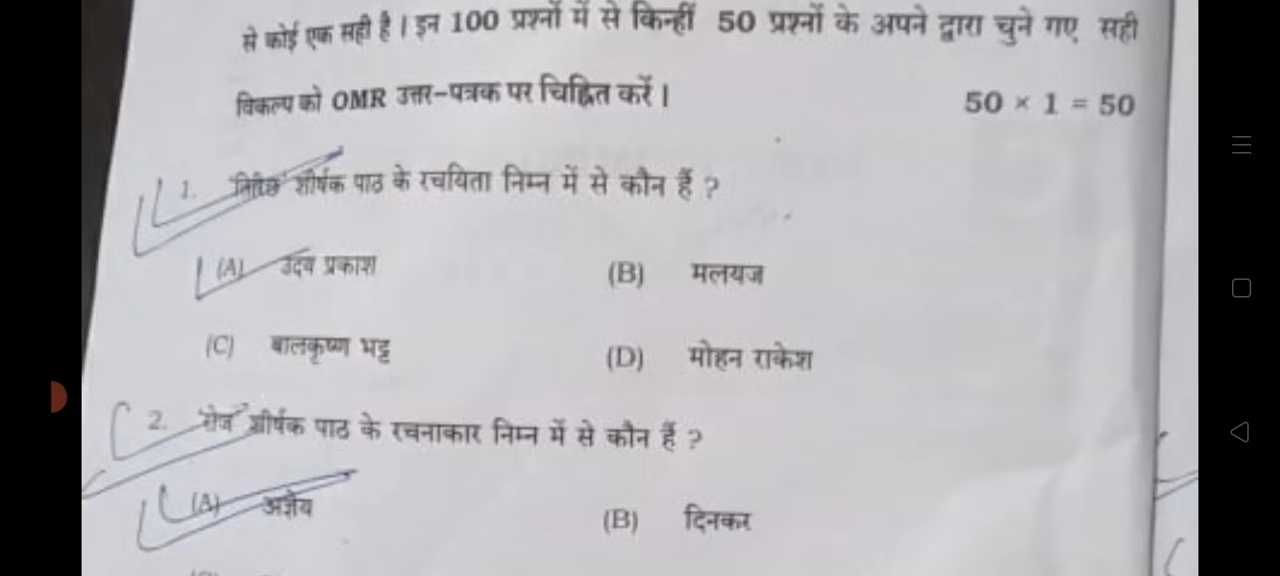 से कोई एक सही है। इन 100 प्रश्नों में से किन्हीं 50 प्रश्नों के अपने द्वारा चुने गए सही
विकल्प को OMR उत्तर-पत्रक पर चिह्नित करें। 50 × 1 = 50
1. 'तिरिछ' शीर्षक पाठ के रचयिता निम्न में से कौन हैं ?
(A) उदय प्रकाश (B) मलयज
(C) बालकृष्ण भट्ट (D) मोहन राकेश
2. 'रोज' शीर्षक पाठ के रचनाकार निम्न में से कौन हैं ?
(A) अज्ञेय (B) दिनकर